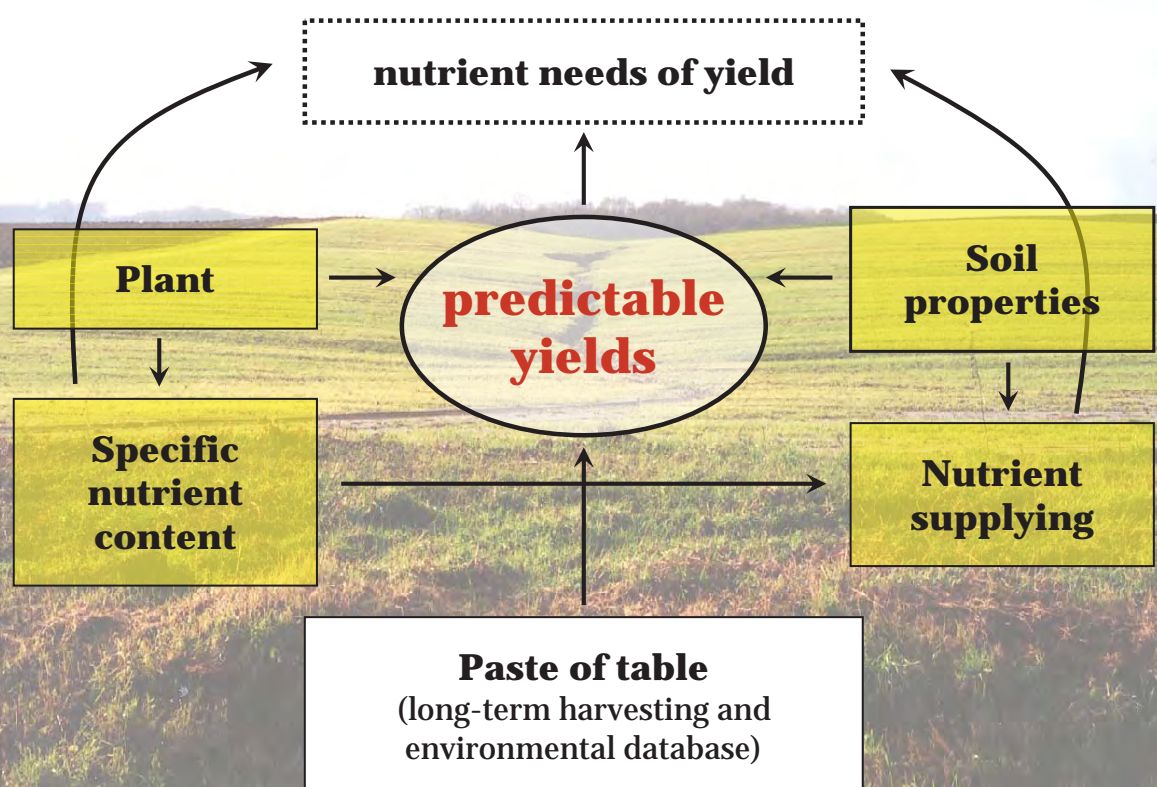 nutrient needs of yield
Plant
predictable
yields
Soil
properties
Specific
nutrient
content
Nutrient
supplying
Paste of table
(long-term harvesting and
environmental database)